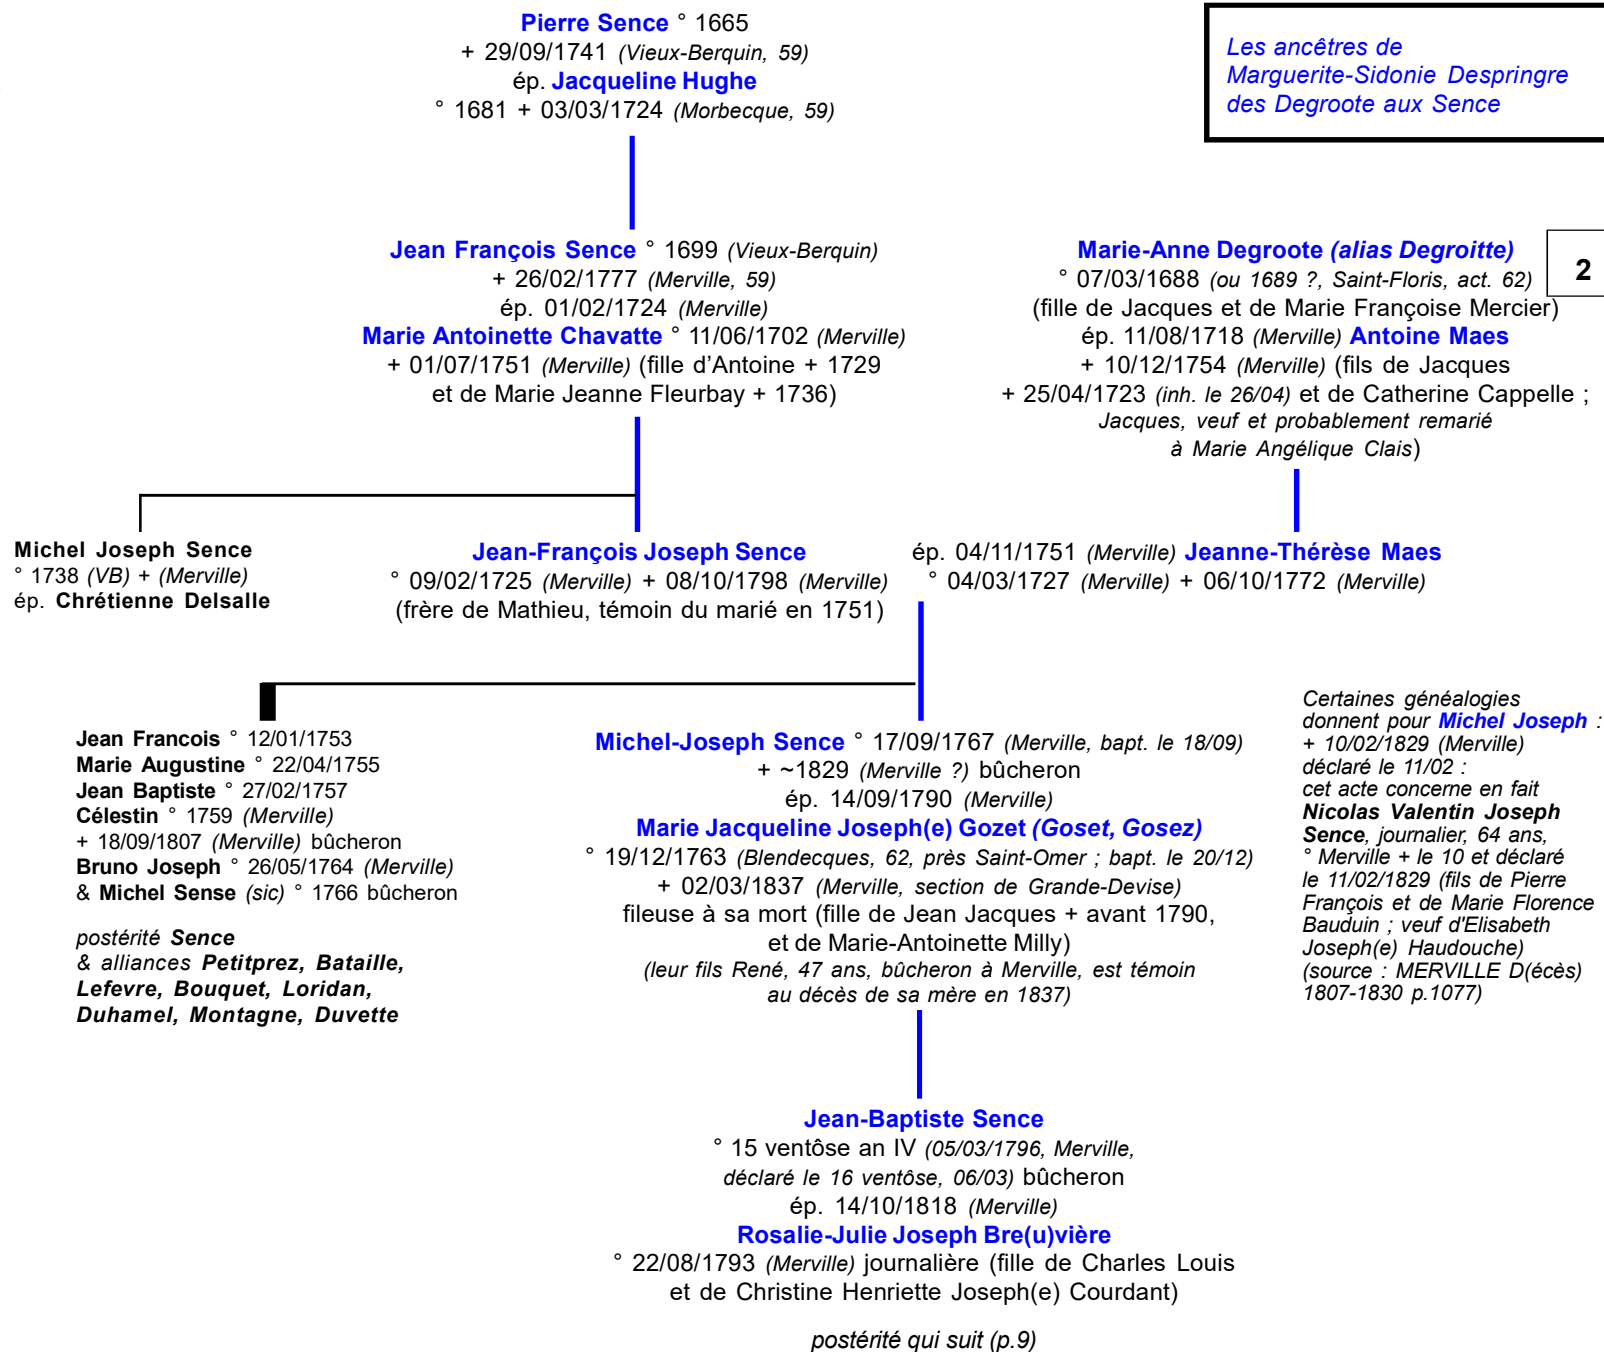 Pierre Sence ° 1665
+ 29/09/1741 (Vieux-Berquin, 59)
ép. Jacqueline Hughe
° 1681 + 03/03/1724 (Morbecque, 59)
Les ancêtres de
Marguerite-Sidonie Despringre
des Degroote aux Sence
Jean François Sence ° 1699 (Vieux-Berquin)
+ 26/02/1777 (Merville, 59)
ép. 01/02/1724 (Merville)
Marie Antoinette Chavatte ° 11/06/1702 (Merville)
+ 01/07/1751 (Merville) (fille d'Antoine + 1729
et de Marie Jeanne Fleurbay + 1736)
Marie-Anne Degroote (alias Degroitte)
° 07/03/1688 (ou 1689 ?, Saint-Floris, act. 62)
(fille de Jacques et de Marie Françoise Mercier)
ép. 11/08/1718 (Merville) Antoine Maes
+ 10/12/1754 (Merville) (fils de Jacques
+ 25/04/1723 (inh. le 26/04) et de Catherine Cappelle ;
Jacques, veuf et probablement remarié
à Marie Angélique Clais)
2
Michel Joseph Sence
° 1738 (VB) + (Merville)
ép. Chrétienne Delsalle
Jean-François Joseph Sence
° 09/02/1725 (Merville) + 08/10/1798 (Merville)
(frère de Mathieu, témoin du marié en 1751)
ép. 04/11/1751 (Merville) Jeanne-Thérèse Maes
° 04/03/1727 (Merville) + 06/10/1772 (Merville)
Jean Francois ° 12/01/1753
Marie Augustine ° 22/04/1755
Jean Baptiste ° 27/02/1757
Célestin ° 1759 (Merville)
+ 18/09/1807 (Merville) bûcheron
Bruno Joseph ° 26/05/1764 (Merville)
& Michel Sense (sic) ° 1766 bûcheron
postérité Sence
& alliances Petitprez, Bataille,
Lefevre, Bouquet, Loridan,
Duhamel, Montagne, Duvette
Michel-Joseph Sence ° 17/09/1767 (Merville, bapt. le 18/09)
+ ~1829 (Merville ?) bûcheron
ép. 14/09/1790 (Merville)
Marie Jacqueline Joseph(e) Gozet (Goset, Gosez)
° 19/12/1763 (Blendecques, 62, près Saint-Omer ; bapt. le 20/12)
+ 02/03/1837 (Merville, section de Grande-Devise)
fileuse à sa mort (fille de Jean Jacques + avant 1790,
et de Marie-Antoinette Milly)
(leur fils René, 47 ans, bûcheron à Merville, est témoin
au décès de sa mère en 1837)
Certaines généalogies
donnent pour Michel Joseph :
+ 10/02/1829 (Merville)
déclaré le 11/02 :
cet acte concerne en fait
Nicolas Valentin Joseph
Sence, journalier, 64 ans,
° Merville + le 10 et déclaré
le 11/02/1829 (fils de Pierre
François et de Marie Florence
Bauduin ; veuf d'Elisabeth
Joseph(e) Haudouche)
(source : MERVILLE D(écès)
1807-1830 p.1077)
Jean-Baptiste Sence
° 15 ventôse an IV (05/03/1796, Merville,
déclaré le 16 ventôse, 06/03) bûcheron
ép. 14/10/1818 (Merville)
Rosalie-Julie Joseph Bre(u)vière
° 22/08/1793 (Merville) journalière (fille de Charles Louis
et de Christine Henriette Joseph(e) Courdant)
postérité qui suit (p.9)